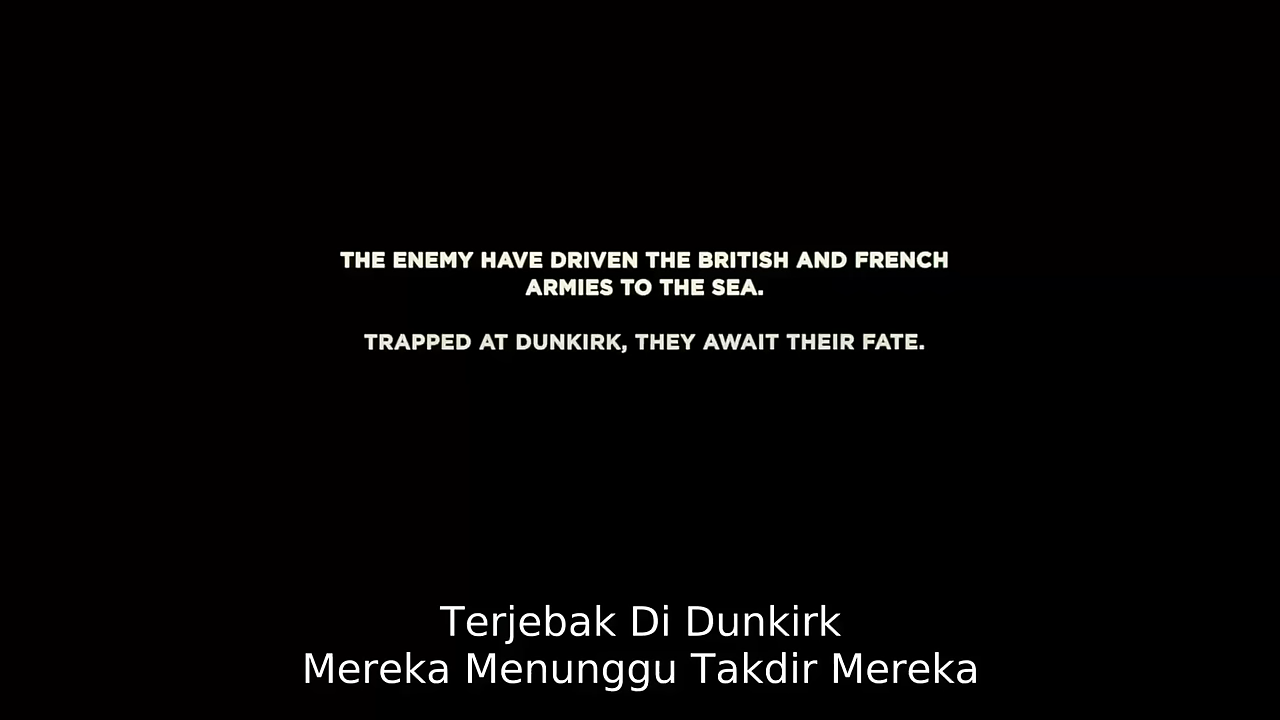 THE ENEMY HAVE DRIVEN THE BRITISH AND FRENCH
ARMIES TO THE SEA.
TRAPPED AT DUNKIRK, THEY AWAIT THEIR FATE.
Terjebak Di Dunkirk
Mereka Menunggu Takdir Mereka